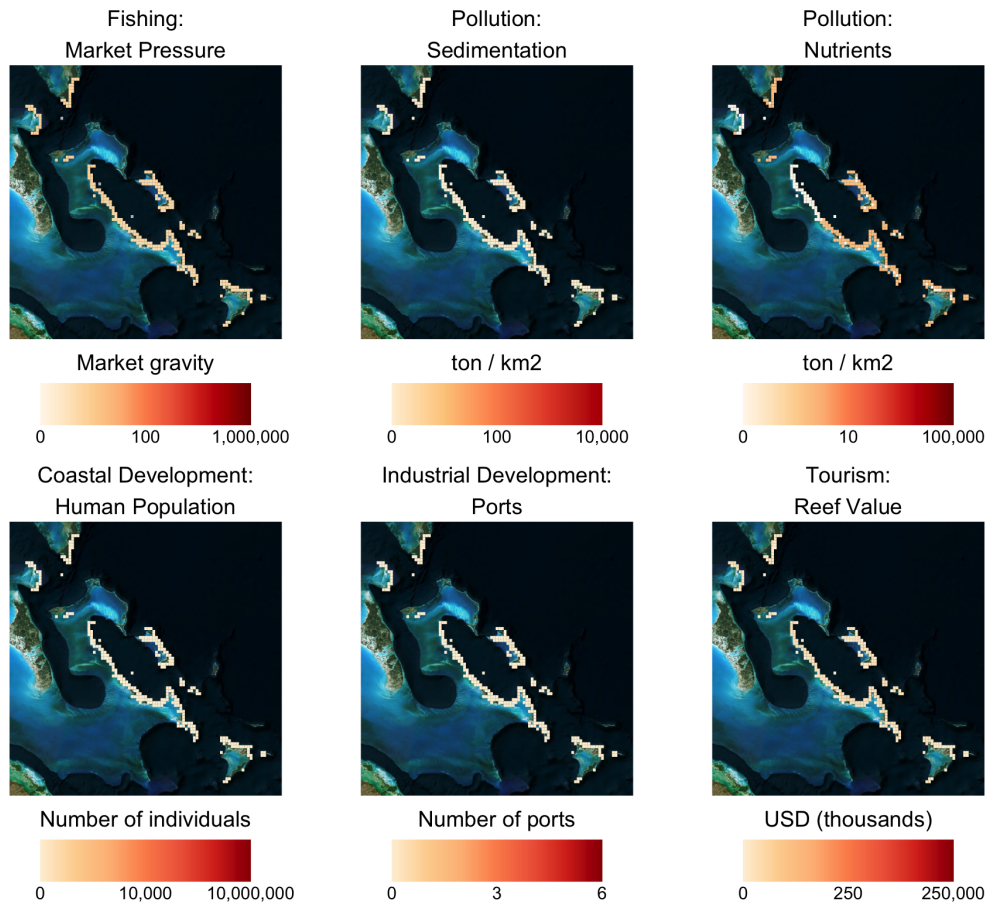 Fishing:
Market Pressure
Pollution:
Sedimentation
Pollution:
Nutrients
Market gravity
0 100 1,000,000
ton / km2
0 100 10,000
ton / km2
0 10 100,000
Coastal Development:
Human Population
Industrial Development:
Ports
Tourism:
Reef Value
Number of individuals
0 10,000 10,000,000
Number of ports
0 3 6
USD (thousands)
0 250 250,000